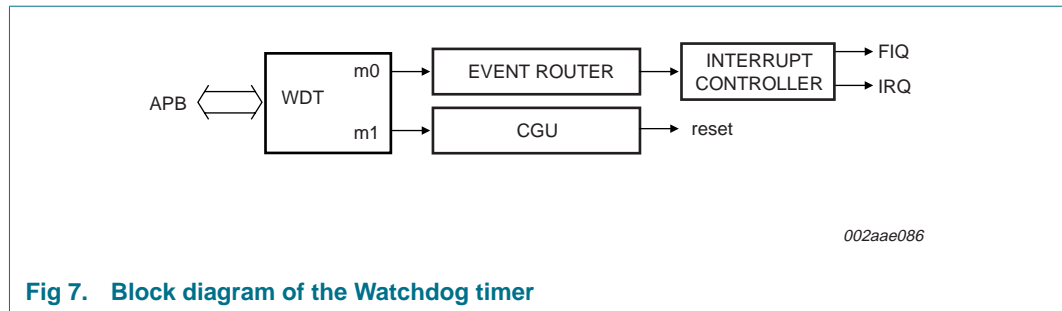 APB
WDT
m0
m1
EVENT ROUTER
CGU
INTERRUPT
CONTROLLER
FIQ
IRQ
reset
002aae086
Fig 7. Block diagram of the Watchdog timer